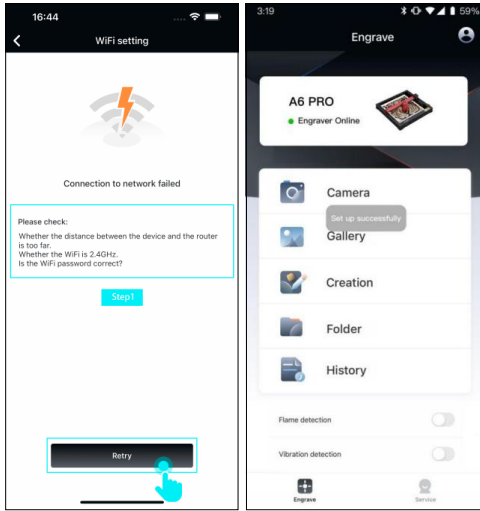 16:44
WiFi setting
Connection to network failed
Please check:
Whether the distance between the device and the router
is too far.
Whether the WiFi is 2.4GHz.
Is the WiFi password correct?
Step1
Retry
3:19
59%
Engrave
A6 PRO
Engraver Online
Camera
Set up successfully
Gallery
Creation
Folder
History
Flame detection
Vibration detection
Engrave
Service